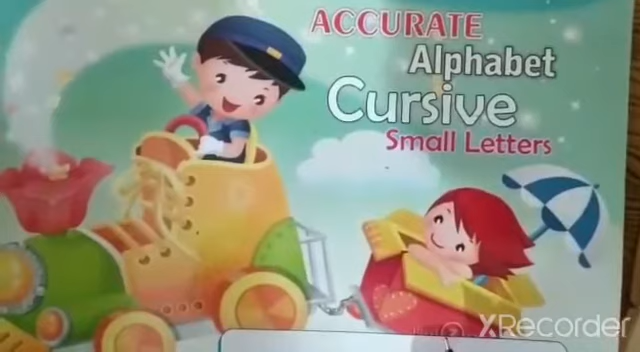 ACCURATE
Alphabet
Cursive
Small Letters
XRecorder